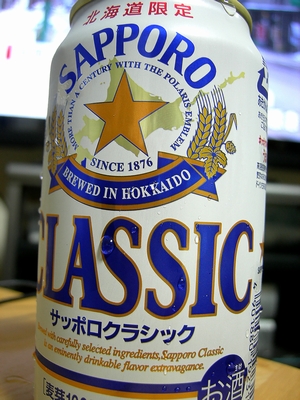 北海道限定
SAPPORO
MORE THAN A CENTURY WITH THE POLARIS EMBLEM
SINCE 1876
BREWED IN HOKKAIDO
CLASSIC
サッポロクラシック
with carefully selected ingredients, Sapporo Classic
is an eminently drinkable flavor extravagance.
お酒